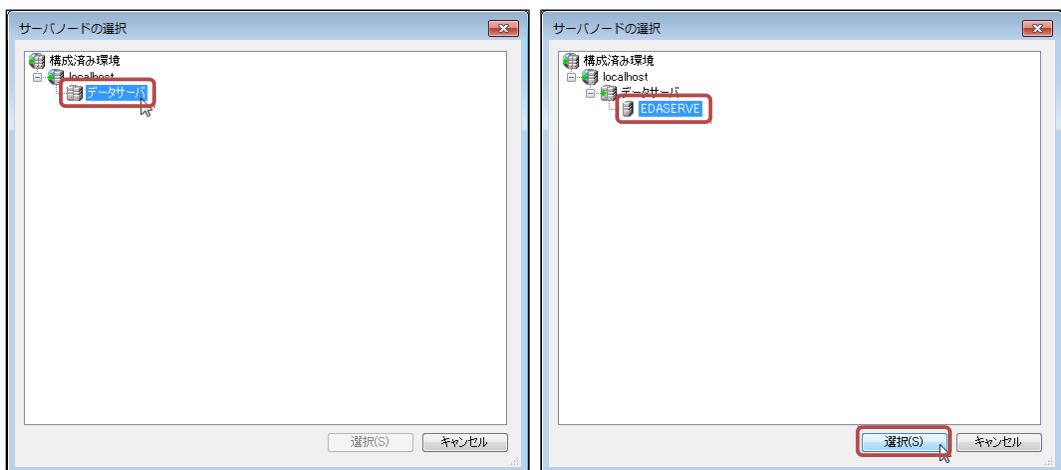 サーバノードの選択
構成済み環境
localhost
データサーバ
選択(S)
キャンセル
サーバノードの選択
構成済み環境
localhost
データサーバ
EDASERVE
選択(S)
キャンセル